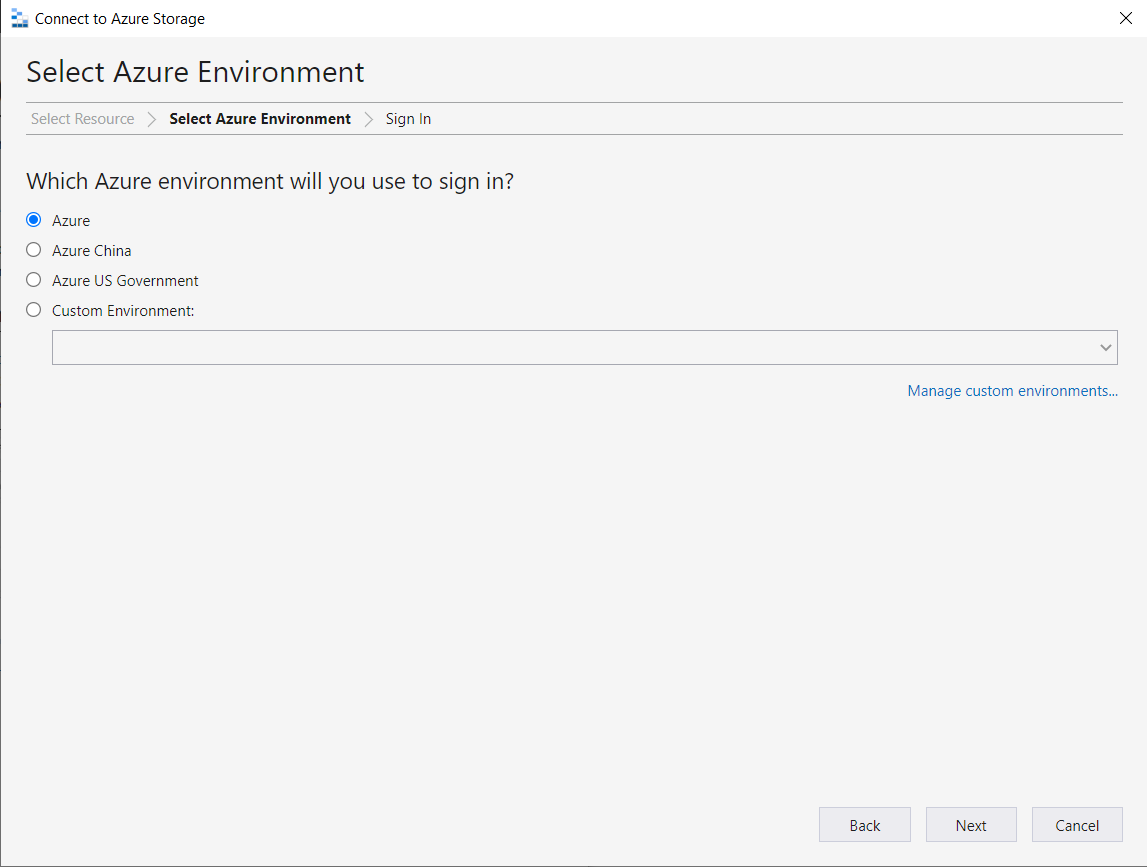 Connect to Azure Storage
Select Azure Environment
Select Resource Select Azure Environment Sign In
Which Azure environment will you use to sign in?
Azure
Azure China
Azure US Government
Custom Environment:
Manage custom environments...
Back Next Cancel